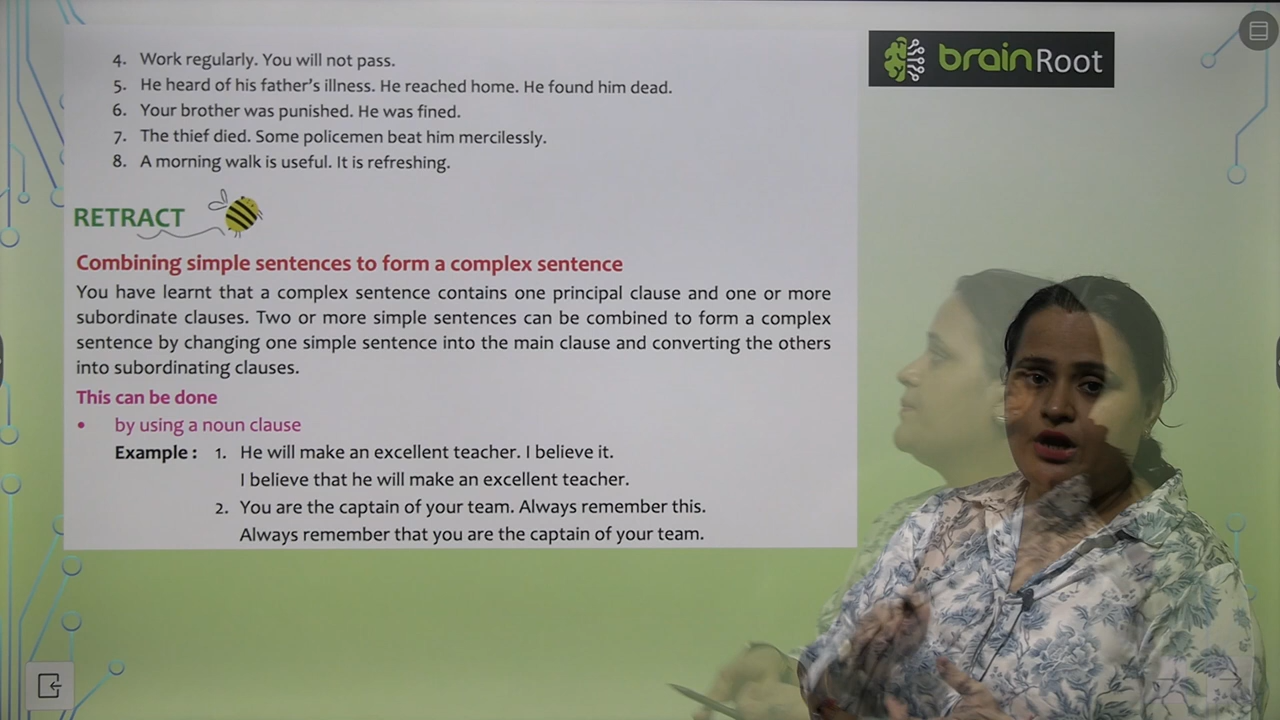 4. Work regularly. You will not pass.
5. He heard of his father's illness. He reached home. He found him dead.
6. Your brother was punished. He was fined.
7. The thief died. Some policemen beat him mercilessly.
8. A morning walk is useful. It is refreshing.
brainRoot
RETRACT
Combining simple sentences to form a complex sentence
You have learnt that a complex sentence contains one principal clause and one or more
subordinate clauses. Two or more simple sentences can be combined to form a complex
sentence by changing one simple sentence into the main clause and converting the others
into subordinating clauses.
This can be done
• by using a noun clause
Example : 1. He will make an excellent teacher. I believe it.
I believe that he will make an excellent teacher.
2. You are the captain of your team. Always remember this.
Always remember that you are the captain of your team.